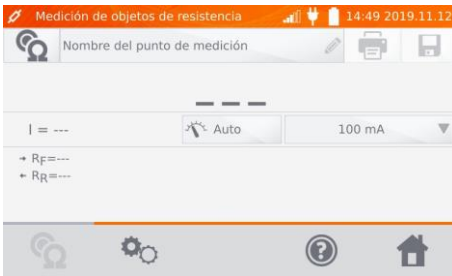 Medición de objetos de resistencia 14:49 2019.11.12
Nombre del punto de medición
---
I = --- Auto 100 mA
→ RF=---
← RR=---